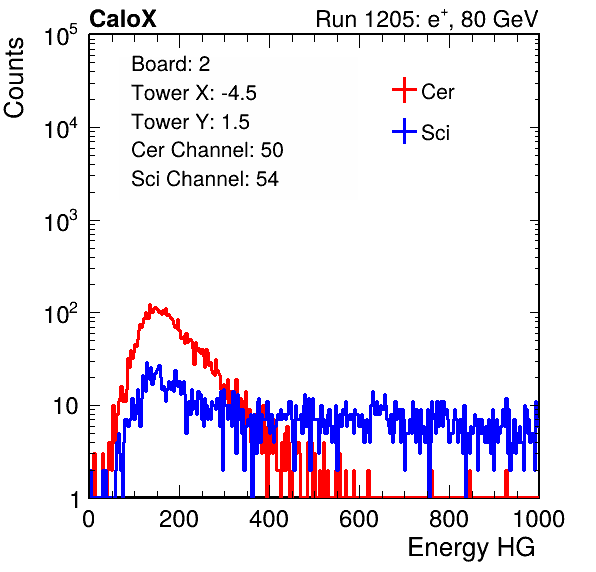 CaloX Run 1205: e⁺, 80 GeV
Counts
Board: 2
Tower X: -4.5
Tower Y: 1.5
Cer Channel: 50
Sci Channel: 54
Cer
Sci
10⁵
10⁴
10³
10²
10
1
0 200 400 600 800 1000
Energy HG